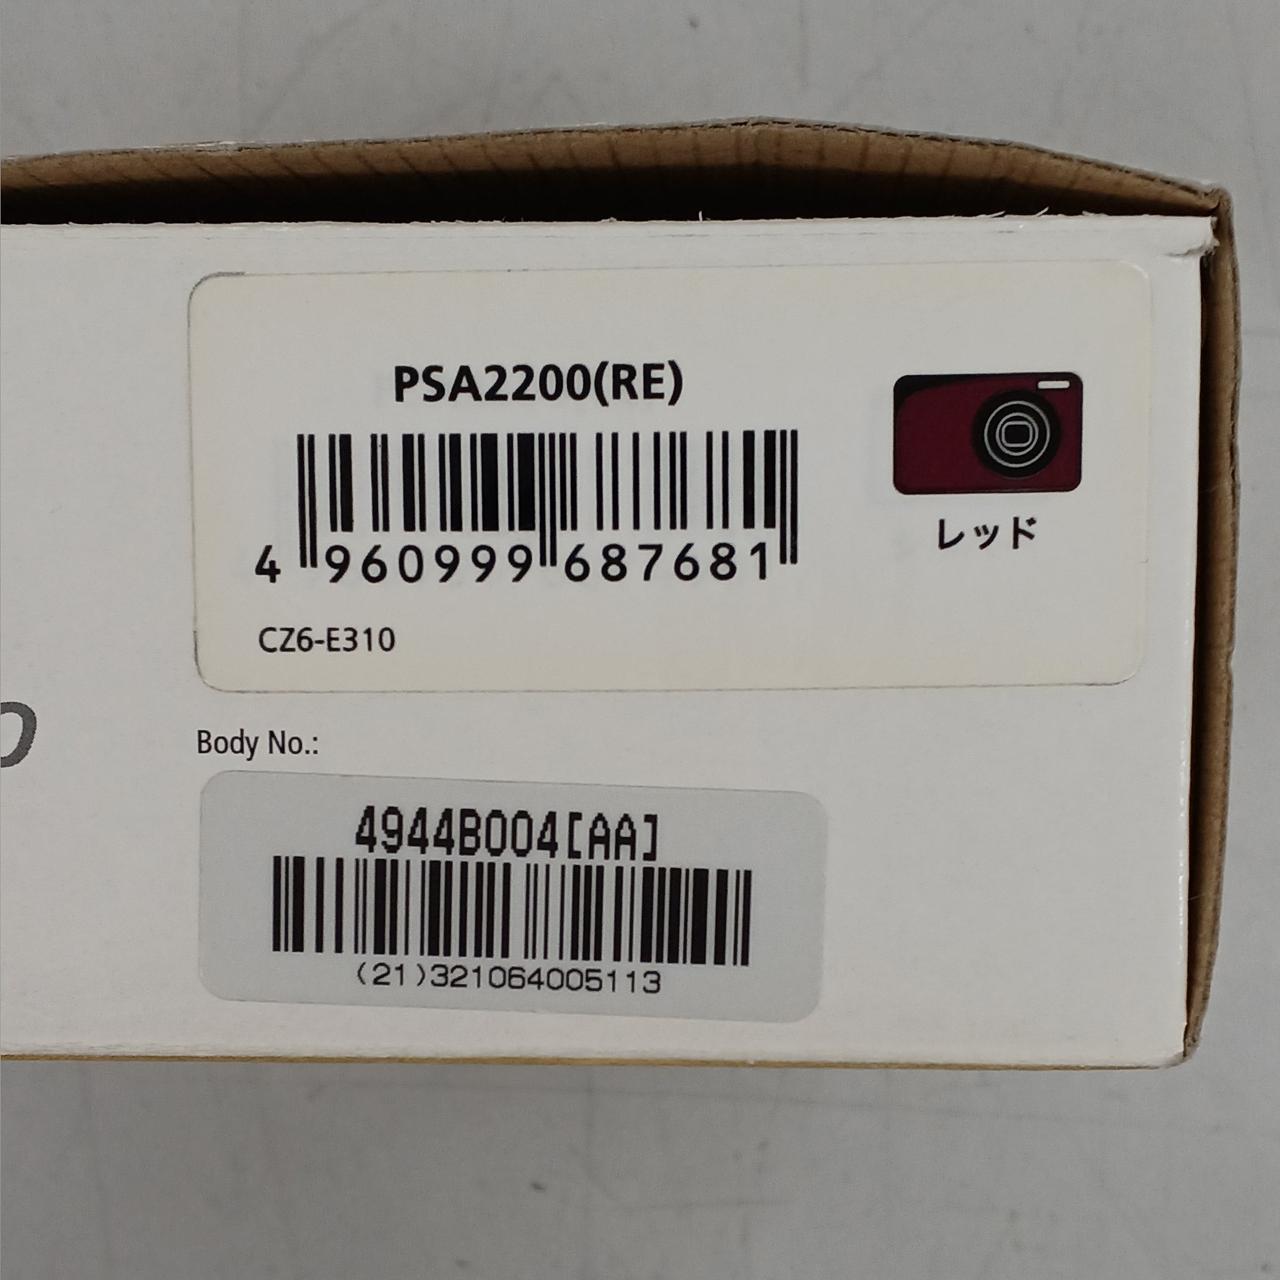 PSA2200(RE)
レッド
4 960999 687681
CZ6-E310
Body No.:
4944B004[AA]
(21)321064005113